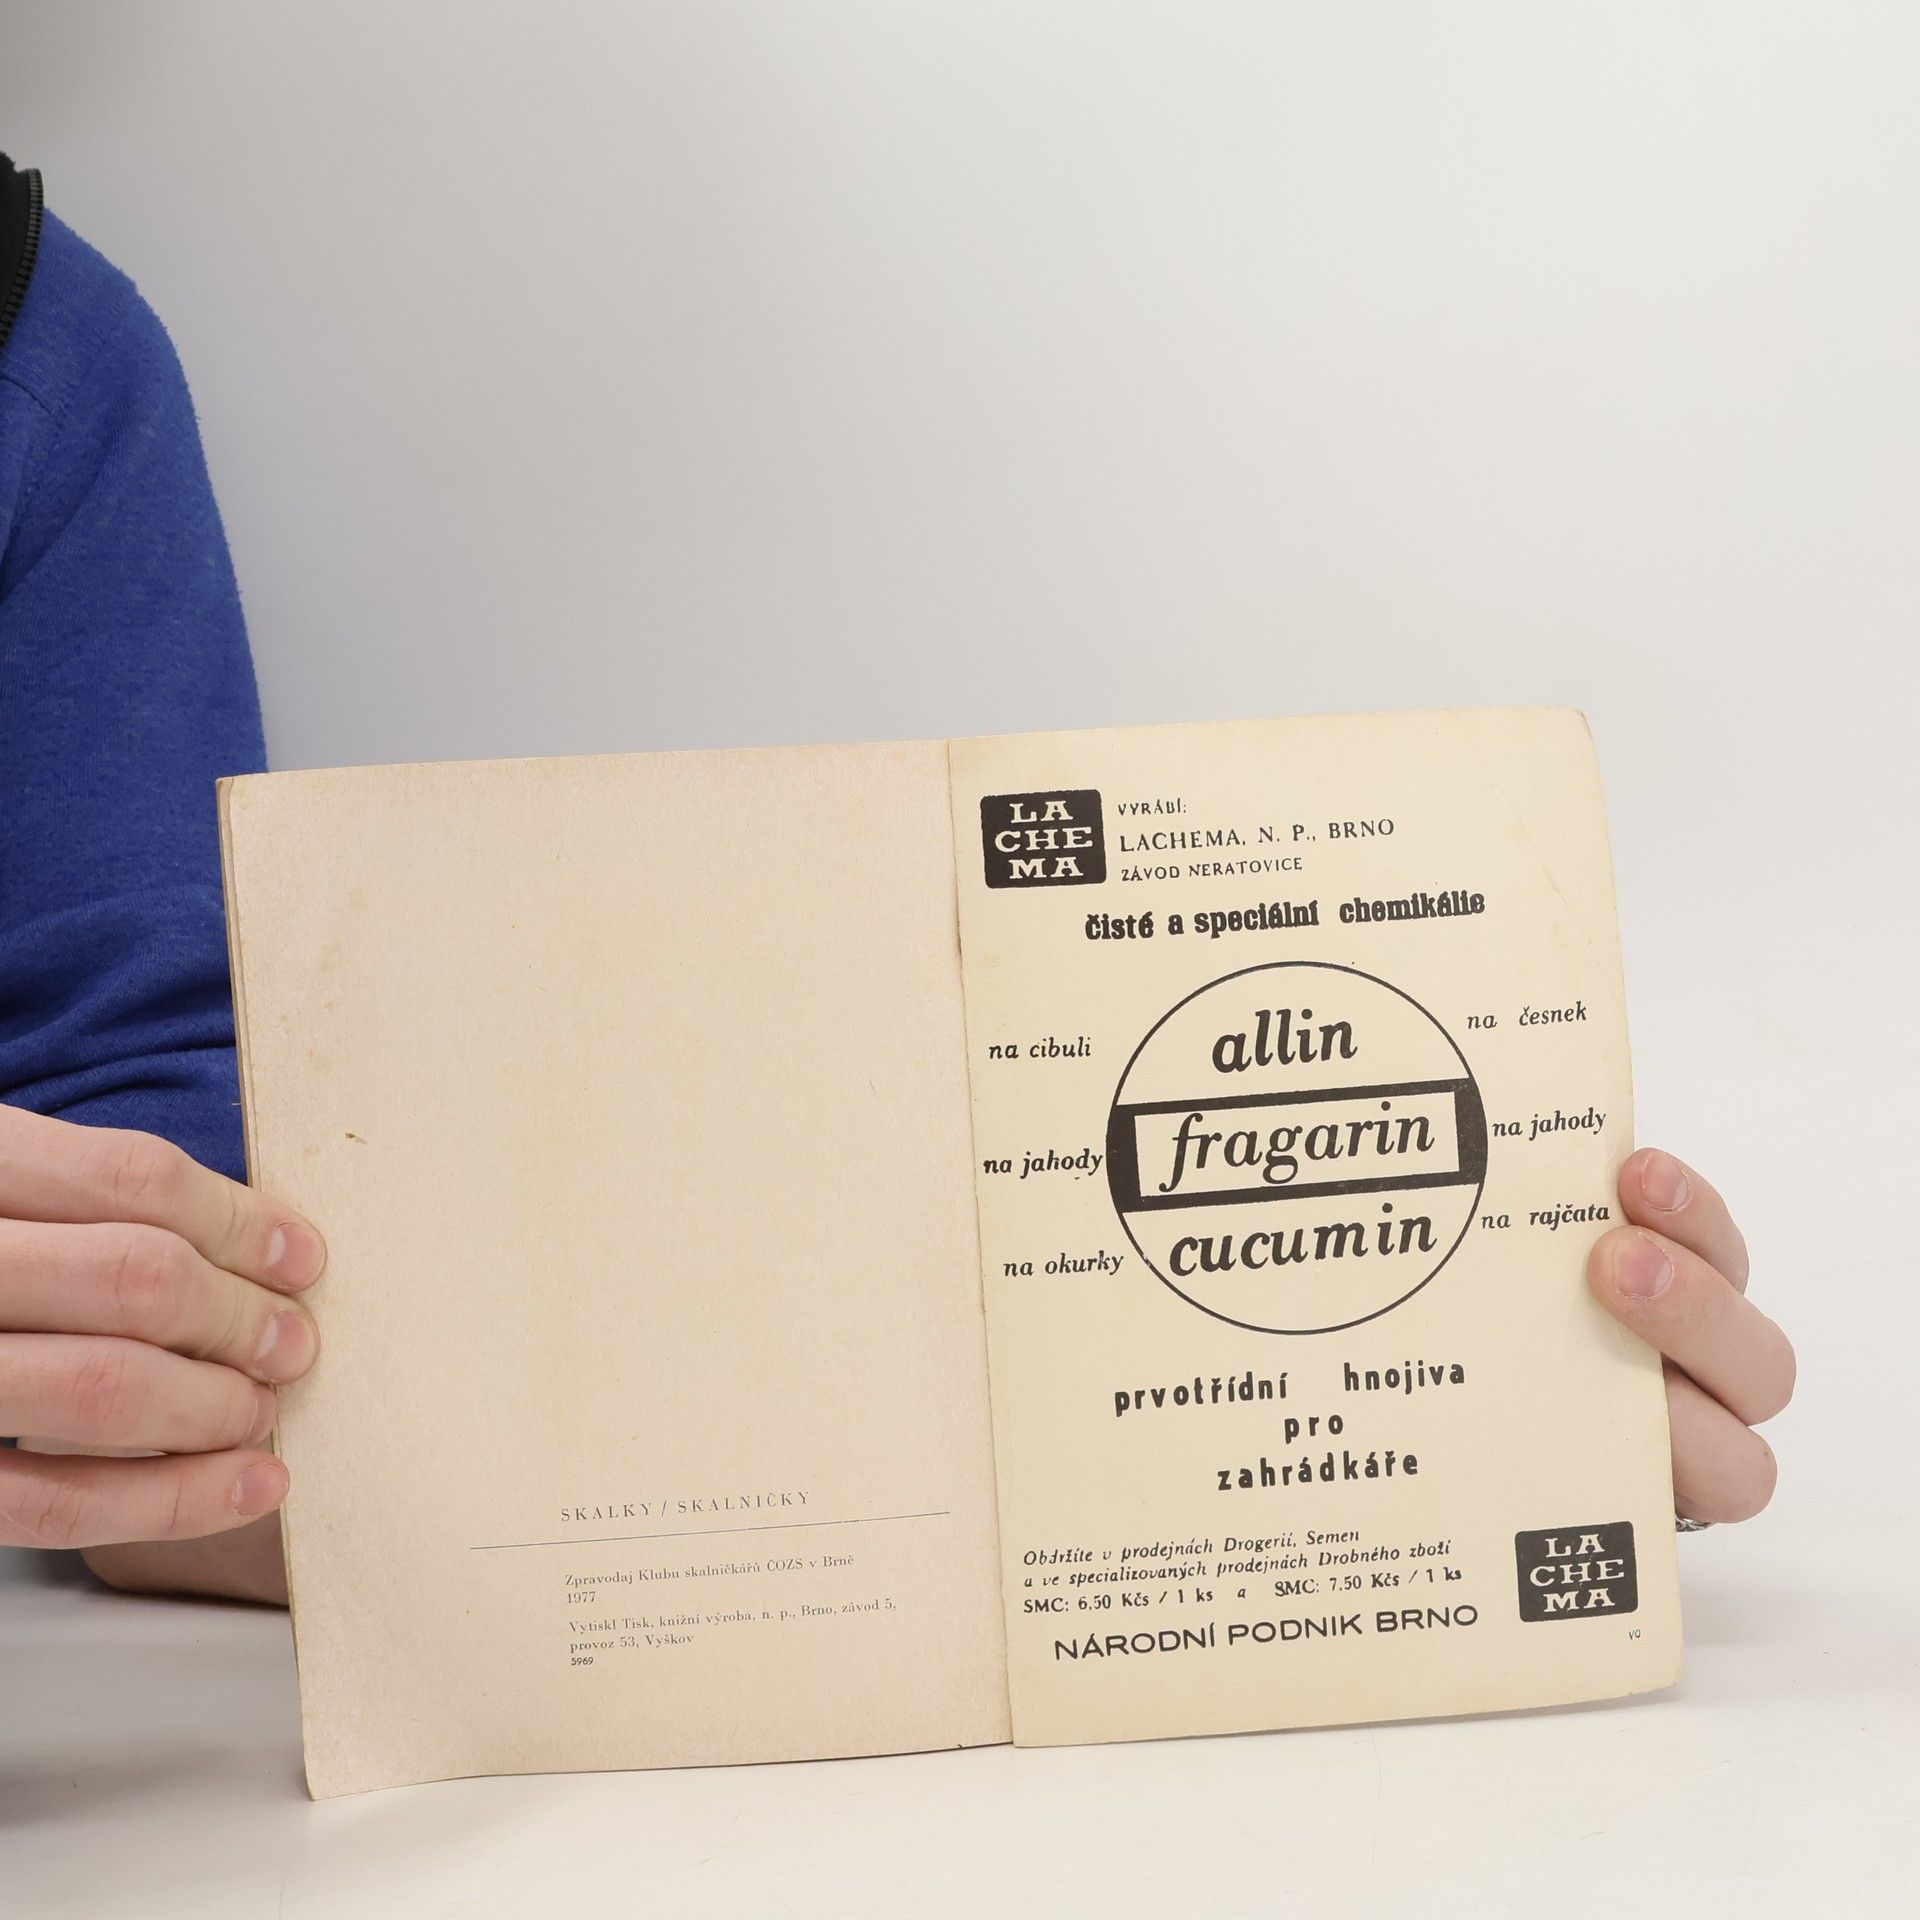 SKALKY / SKALNIČKY
Zpravodaj Klubu skalničkářů ČOZS v Brně
1977
Vytiskl Tisk, knižní výroba, n. p., Brno, závod 5,
provoz 53, Vyškov
5969
LA
CHE
MA
VYRÁBÍ:
LACHEMA, N. P., BRNO
ZÁVOD NERATOVICE
čisté a speciální chemikálie
na cibuli
allin
na česnek
na jahody
fragarin
na jahody
na okurky
cucumin
na rajčata
prvotřídní hnojiva
pro
zahrádkáře
Obdržíte v prodejnách Drogerií, Semen
a ve specializovaných prodejnách Drobného zboží
SMC: 6,50 Kčs / 1 ks a SMC: 7.50 Kčs / 1 ks
NÁRODNÍ PODNIK BRNO
LA
CHE
MA
VQ